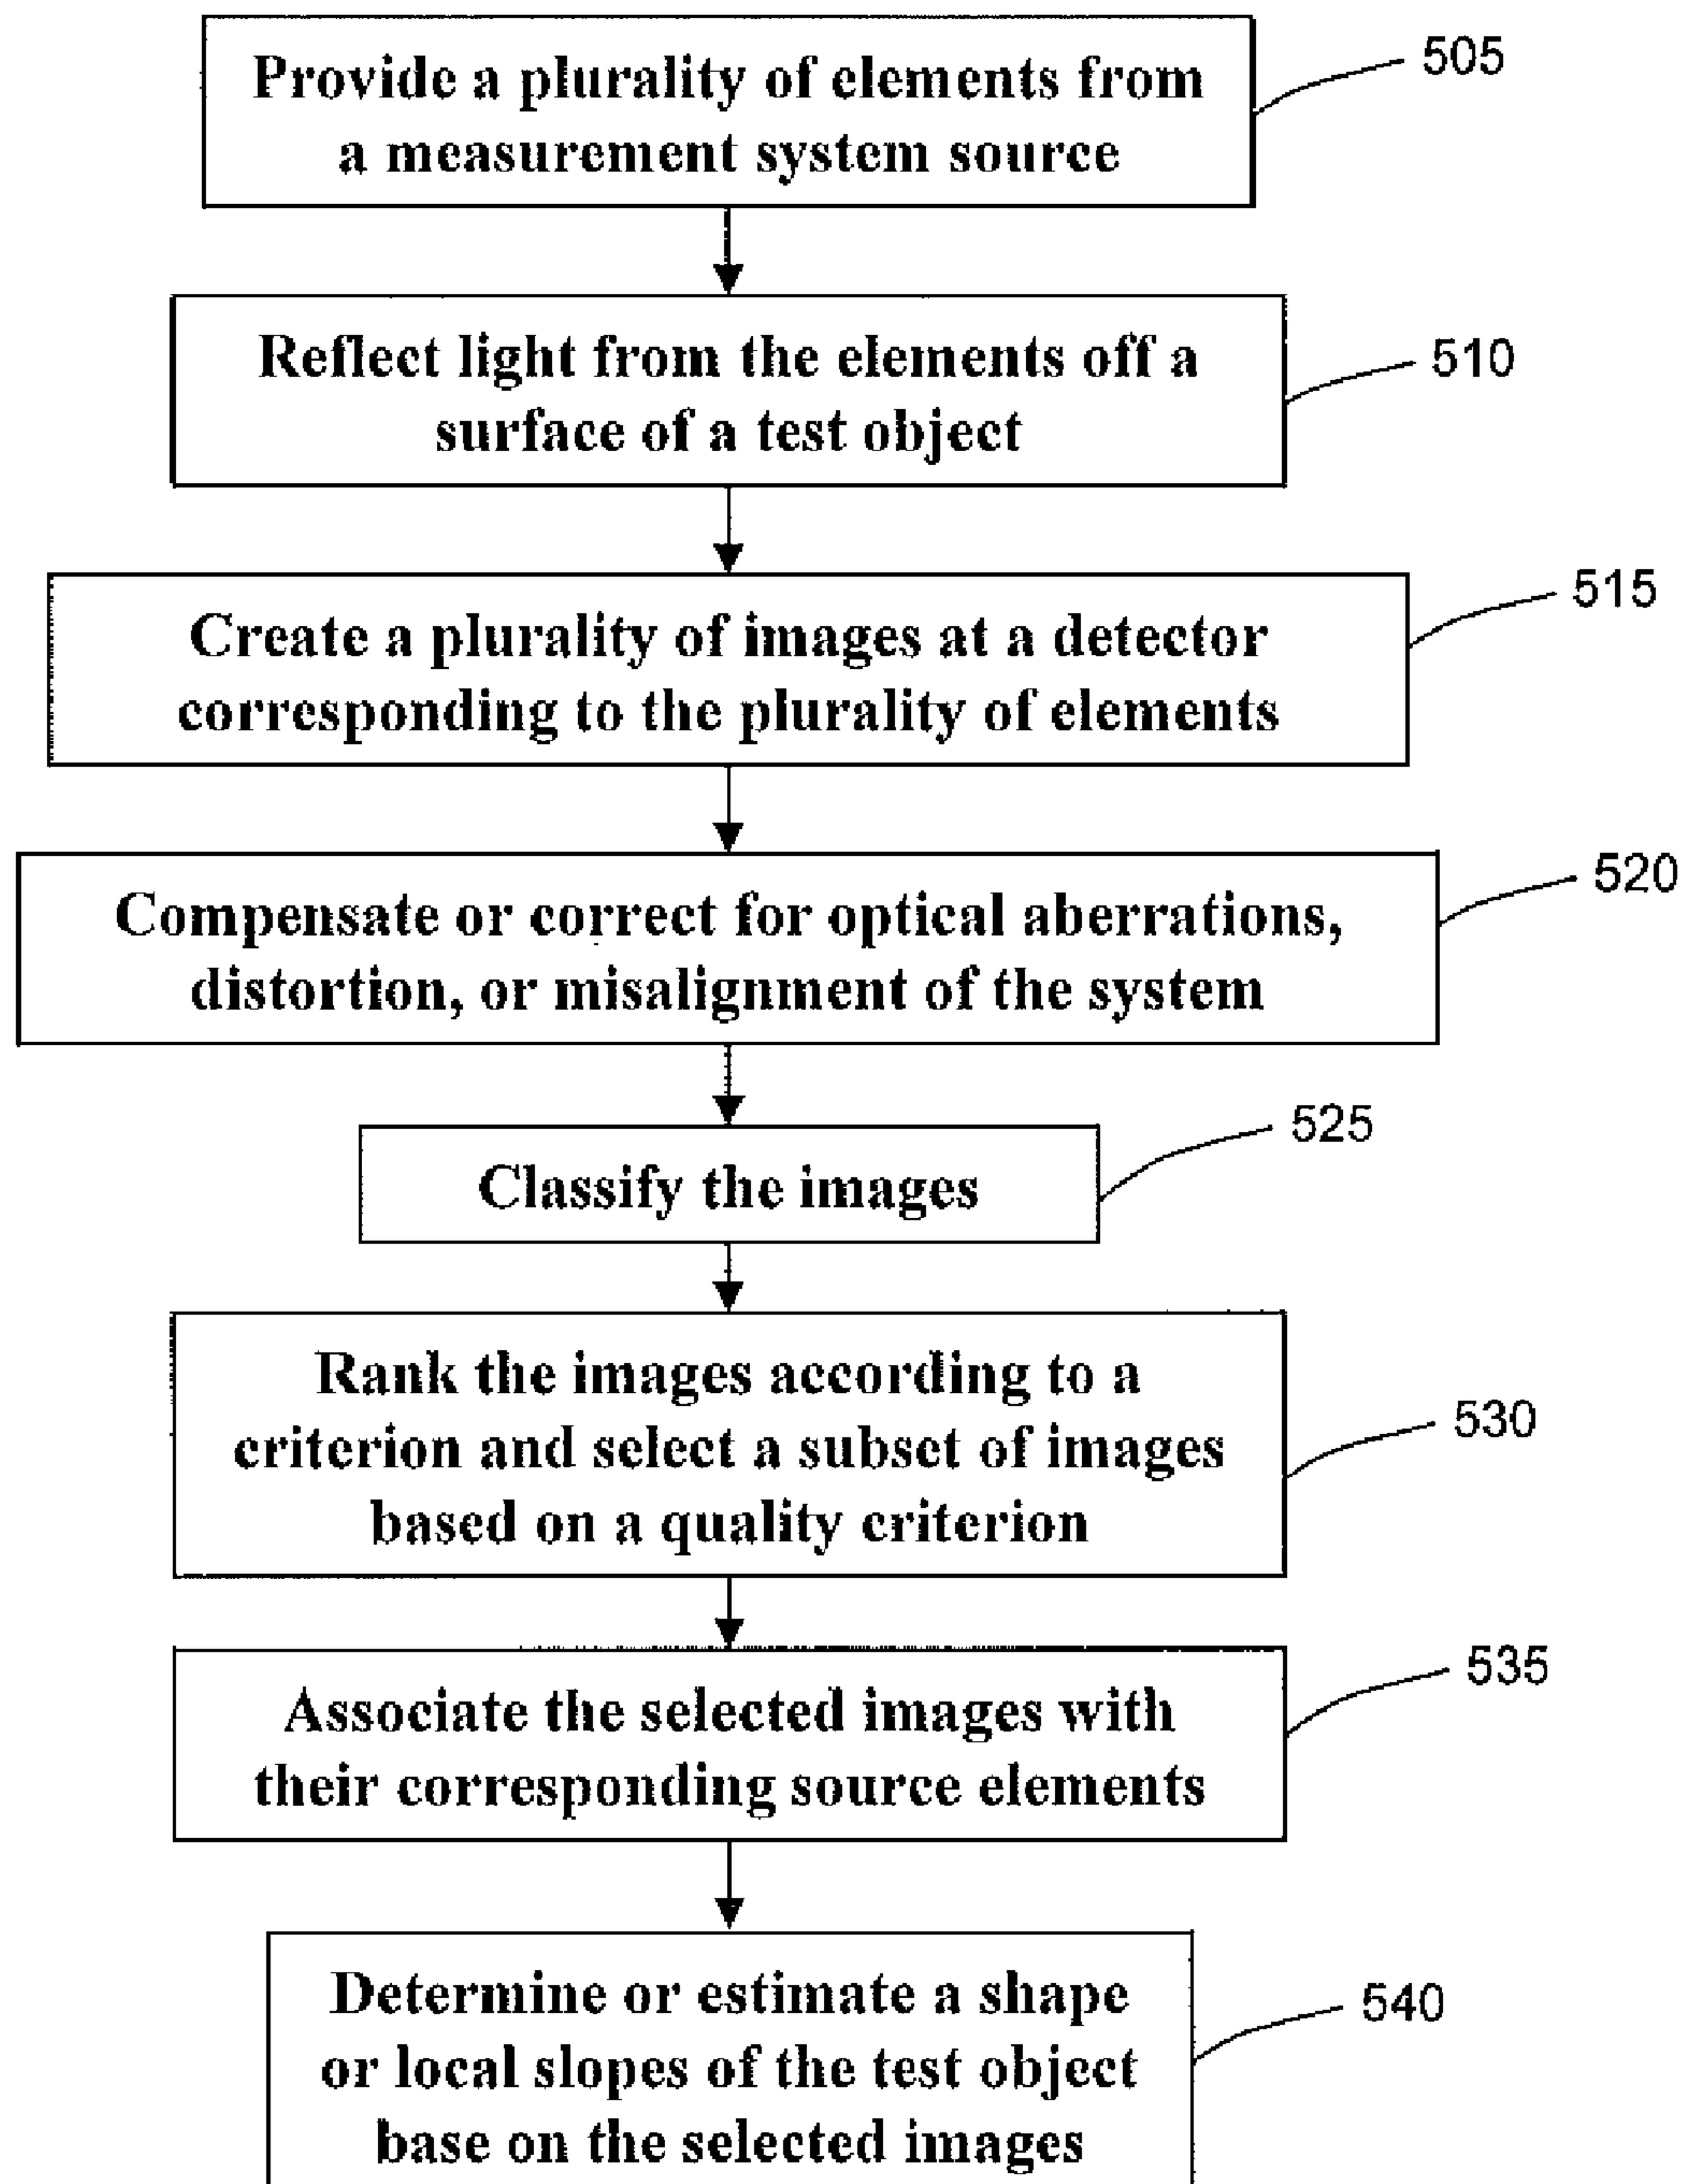 Provide a plurality of elements from
a measurement system source
505
Reflect light from the elements off a
surface of a test object
510
Create a plurality of images at a detector
corresponding to the plurality of elements
515
Compensate or correct for optical aberrations,
distortion, or misalignment of the system
520
Classify the images
525
Rank the images according to a
criterion and select a subset of images
based on a quality criterion
530
Associate the selected images with
their corresponding source elements
535
Determine or estimate a shape
or local slopes of the test object
base on the selected images
540